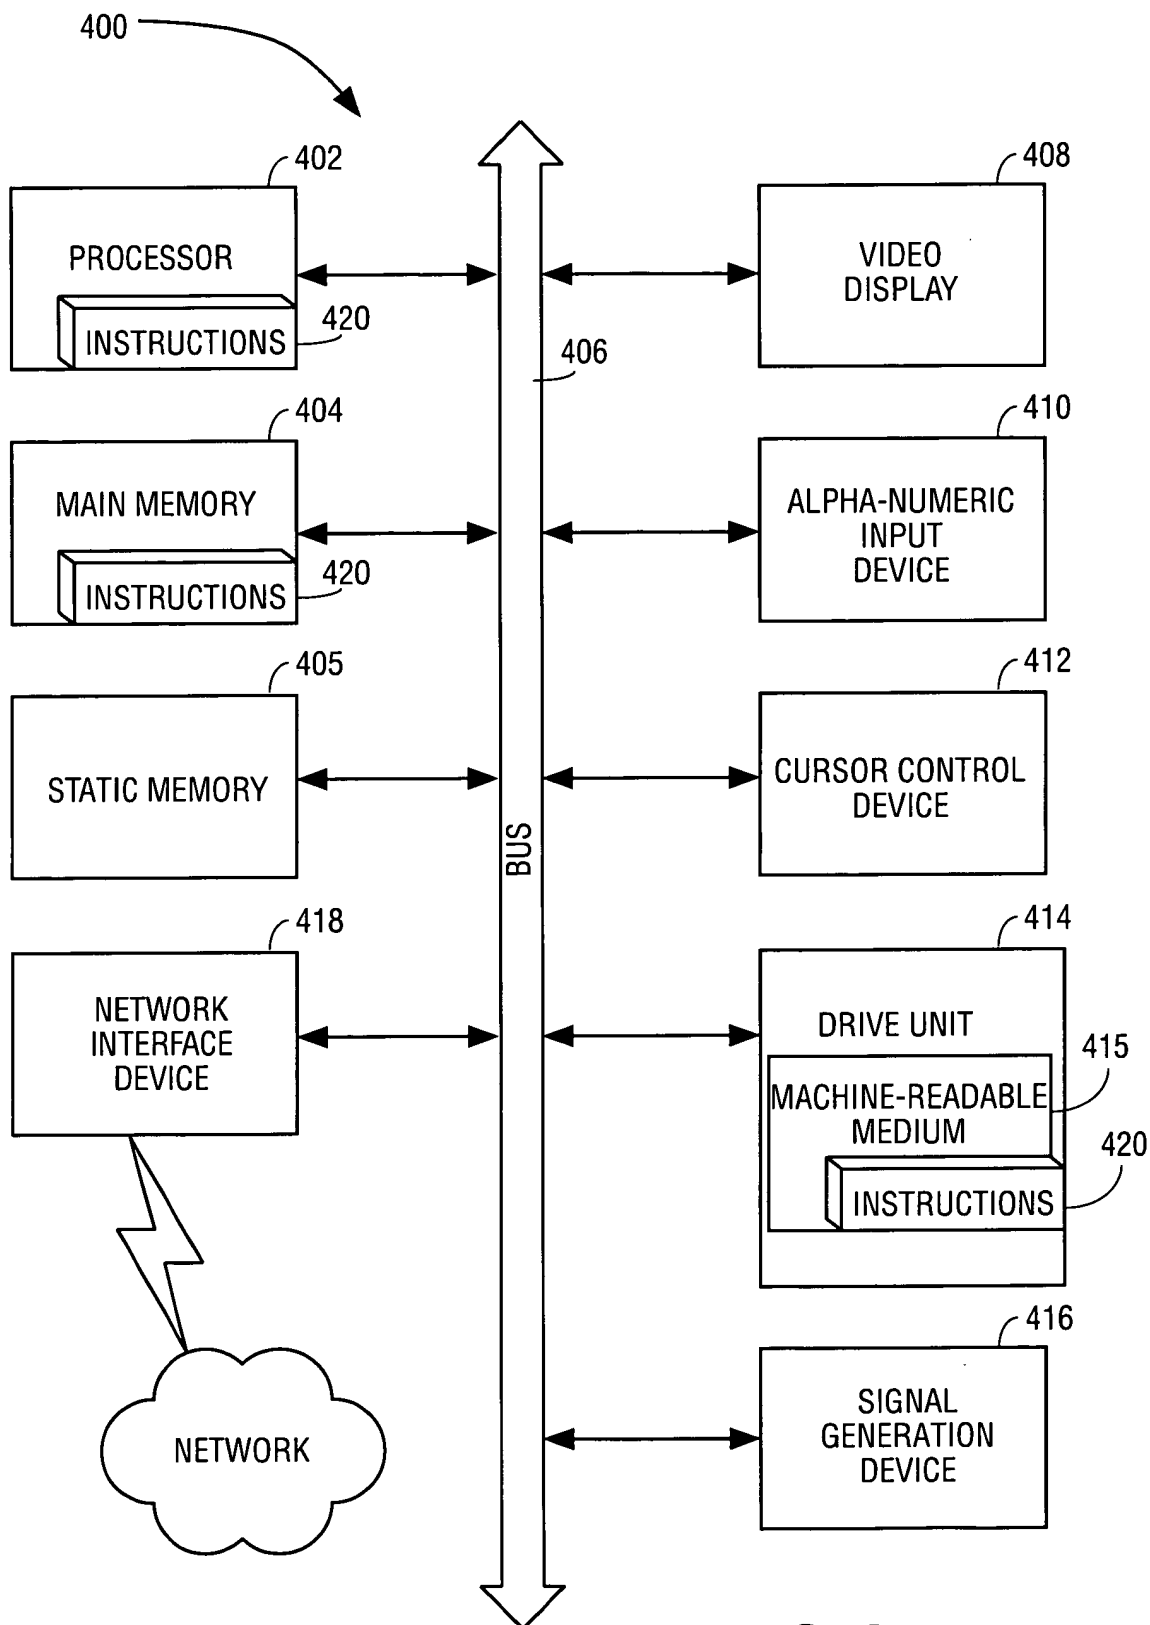 400
402
PROCESSOR
INSTRUCTIONS
420
404
MAIN MEMORY
INSTRUCTIONS
420
405
STATIC MEMORY
418
NETWORK
INTERFACE
DEVICE
NETWORK
406
BUS
408
VIDEO
DISPLAY
410
ALPHA-NUMERIC
INPUT
DEVICE
412
CURSOR CONTROL
DEVICE
414
DRIVE UNIT
415
MACHINE-READABLE
MEDIUM
420
INSTRUCTIONS
416
SIGNAL
GENERATION
DEVICE